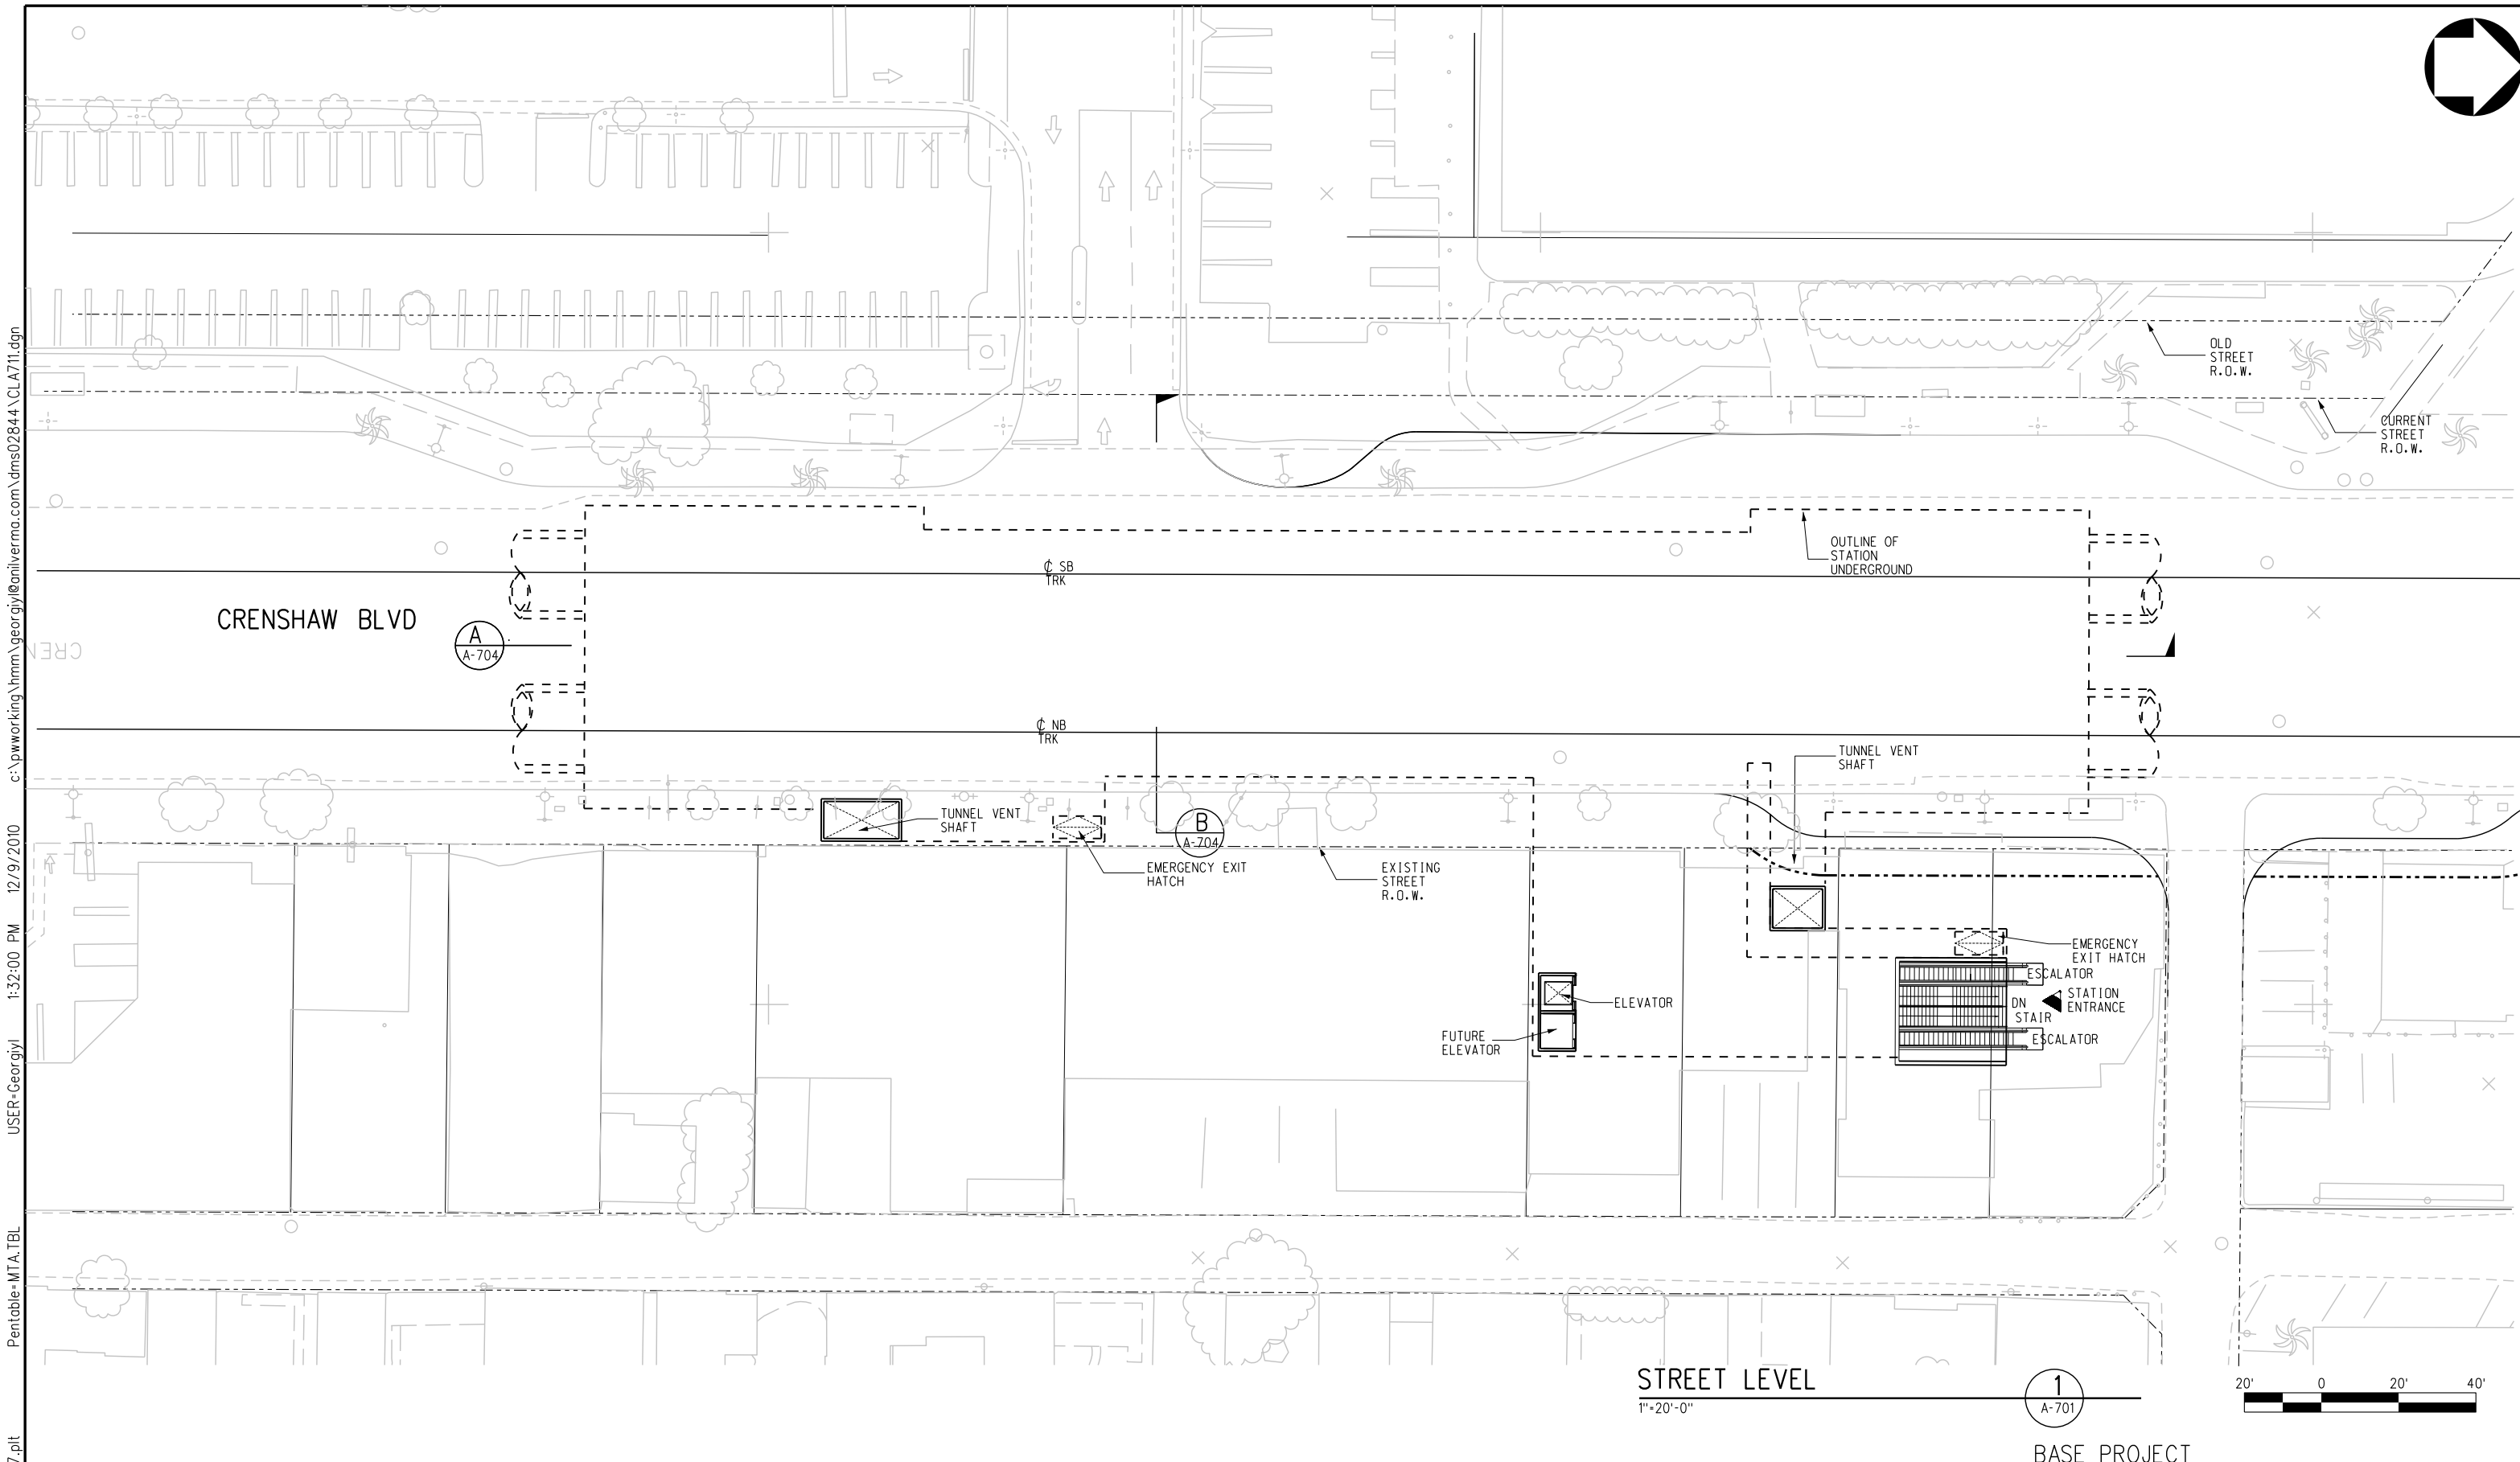 OLD
STREET
R.O.W.
CURRENT
STREET
R.O.W.
OUTLINE OF
STATION
UNDERGROUND
℄ SB
TRK
CRENSHAW BLVD
A
A-704
CREN
℄ NB
TRK
TUNNEL VENT
SHAFT
TUNNEL VENT
SHAFT
B
A-704
EMERGENCY EXIT
HATCH
EXISTING
STREET
R.O.W.
EMERGENCY
EXIT HATCH
ESCALATOR
STATION
ENTRANCE
DN
STAIR
ESCALATOR
ELEVATOR
FUTURE
ELEVATOR
STREET LEVEL
1"=20'-0"
1
A-701
20' 0 20' 40'
BASE PROJECT
7.plt Pentable=MTA.TBL USER=Georgiyl 1:32:00 PM 12/9/2010 c:\pwworking\hmm\georgiyl@anilverma.com\dms02844\CLA711.dgn